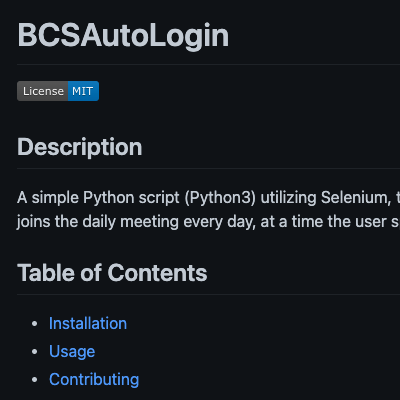 BCSAutoLogin
License MIT
Description
A simple Python script (Python3) utilizing Selenium,
joins the daily meeting every day, at a time the user
Table of Contents
Installation
Usage
Contributing